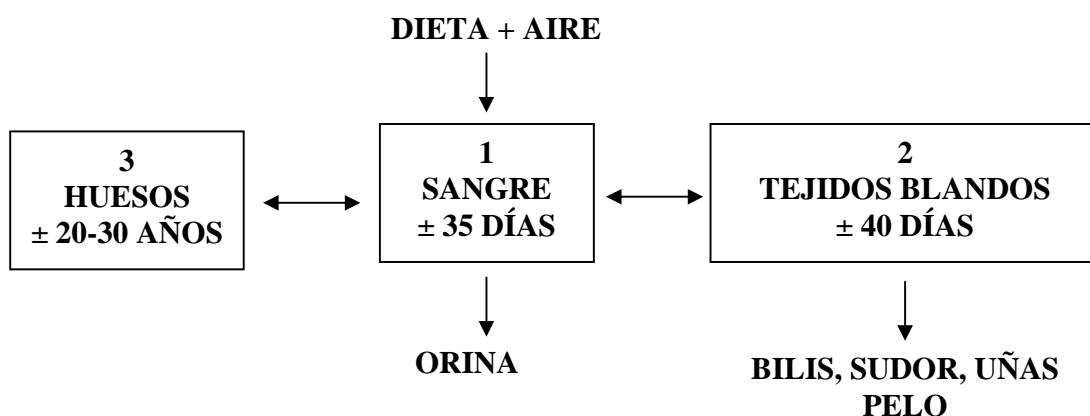 DIETA + AIRE
3
HUESOS
± 20-30 AÑOS
1
SANGRE
± 35 DÍAS
2
TEJIDOS BLANDOS
± 40 DÍAS
ORINA
BILIS, SUDOR, UÑAS
PELO